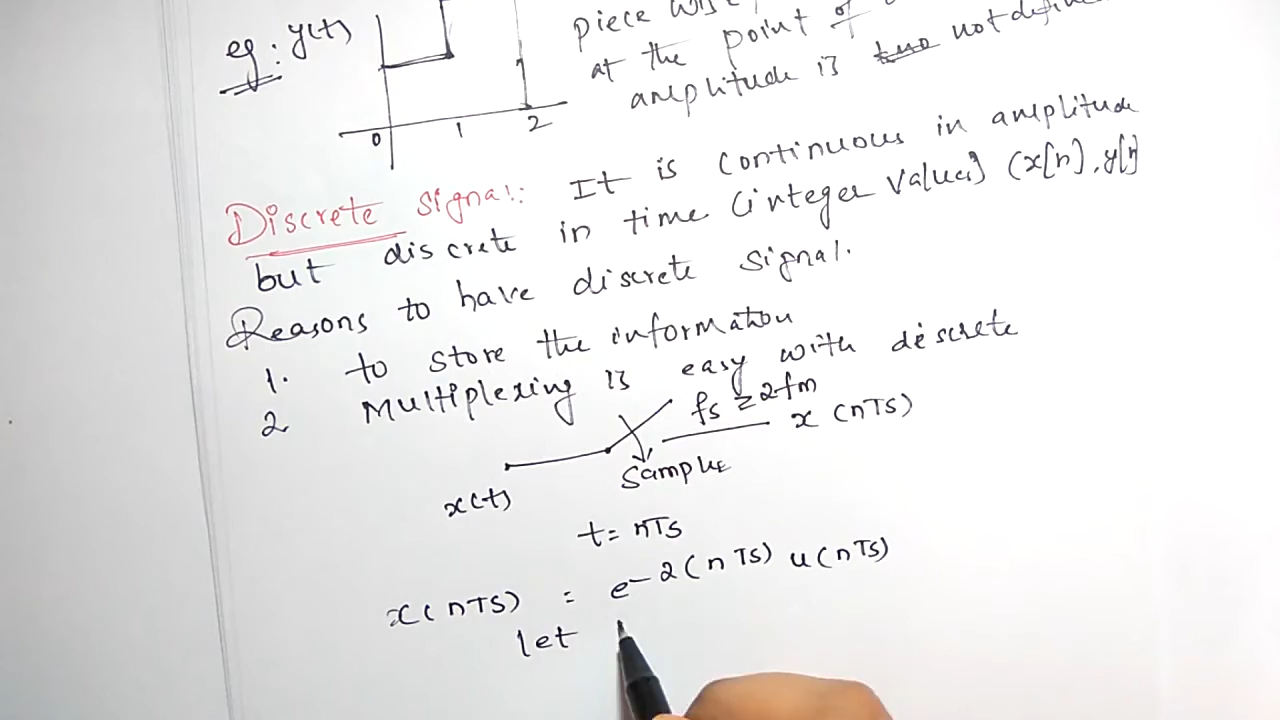 eg: y(t)
piece
at the point of
amplitude is not define
0 1 2
Discrete signal: It is continuous in amplitude
but discrete in time (integer values) (x[n], y[n]
Reasons to have discrete signal.
1. to store the information
2 Multiplexing is easy with discrete
fs ≥ 2fm
x(t)
Sample
x (nTs)
t = nTs
x(nTs) = e-2(nTs) u(nTs)
let